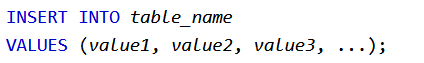 INSERT INTO table_name
VALUES (value1, value2, value3, ...);